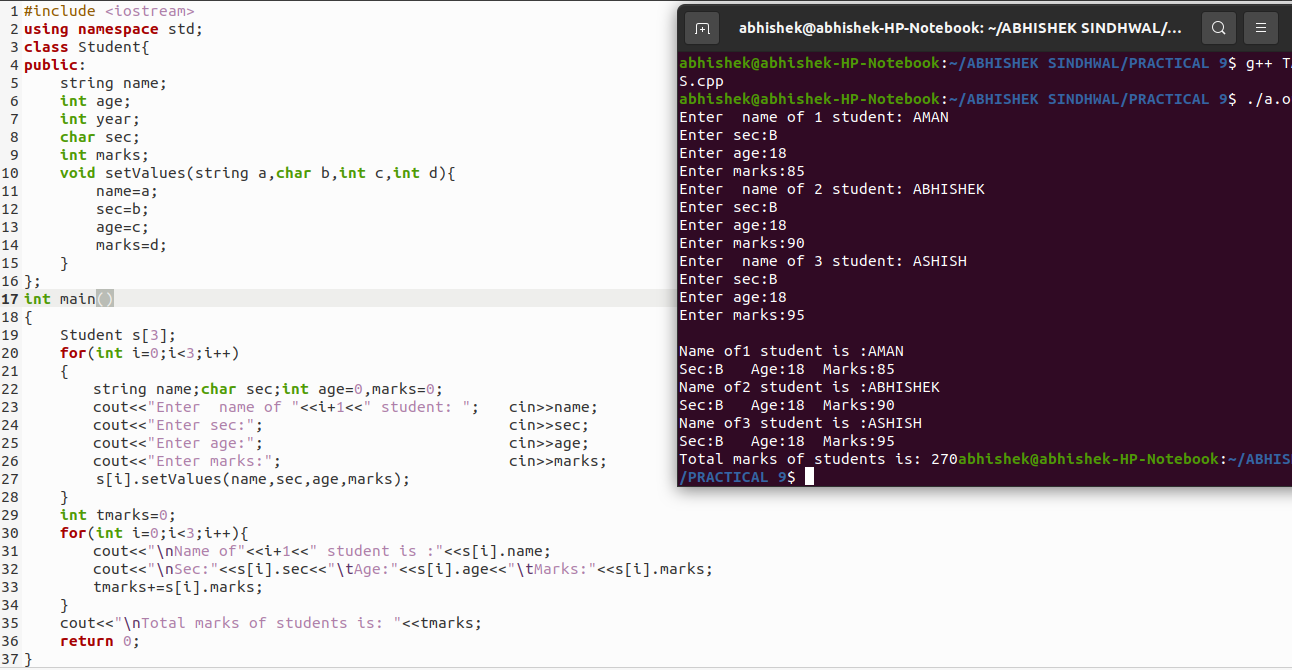 1 #include <iostream>
2 using namespace std;
3 class Student{
4 public:
5     string name;
6     int age;
7     int year;
8     char sec;
9     int marks;
10     void setValues(string a,char b,int c,int d){
11         name=a;
12         sec=b;
13         age=c;
14         marks=d;
15     }
16 };
17 int main()
18 {
19     Student s[3];
20     for(int i=0;i<3;i++)
21     {
22         string name;char sec;int age=0,marks=0;
23         cout<<"Enter  name of "<<i+1<<" student: ";   cin>>name;
24         cout<<"Enter sec:";                           cin>>sec;
25         cout<<"Enter age:";                           cin>>age;
26         cout<<"Enter marks:";                         cin>>marks;
27         s[i].setValues(name,sec,age,marks);
28     }
29     int tmarks=0;
30     for(int i=0;i<3;i++){
31         cout<<"\nName of"<<i+1<<" student is :"<<s[i].name;
32         cout<<"\nSec:"<<s[i].sec<<"\tAge:"<<s[i].age<<"\tMarks:"<<s[i].marks;
33         tmarks+=s[i].marks;
34     }
35     cout<<"\nTotal marks of students is: "<<tmarks;
36     return 0;
37 }
abhishek@abhishek-HP-Notebook: ~/ABHISHEK SINDHWAL/...
abhishek@abhishek-HP-Notebook:~/ABHISHEK SINDHWAL/PRACTICAL 9$ g++ T
S.cpp
abhishek@abhishek-HP-Notebook:~/ABHISHEK SINDHWAL/PRACTICAL 9$ ./a.o
Enter  name of 1 student: AMAN
Enter sec:B
Enter age:18
Enter marks:85
Enter  name of 2 student: ABHISHEK
Enter sec:B
Enter age:18
Enter marks:90
Enter  name of 3 student: ASHISH
Enter sec:B
Enter age:18
Enter marks:95
Name of1 student is :AMAN
Sec:B   Age:18  Marks:85
Name of2 student is :ABHISHEK
Sec:B   Age:18  Marks:90
Name of3 student is :ASHISH
Sec:B   Age:18  Marks:95
Total marks of students is: 270abhishek@abhishek-HP-Notebook:~/ABHIS
/PRACTICAL 9$